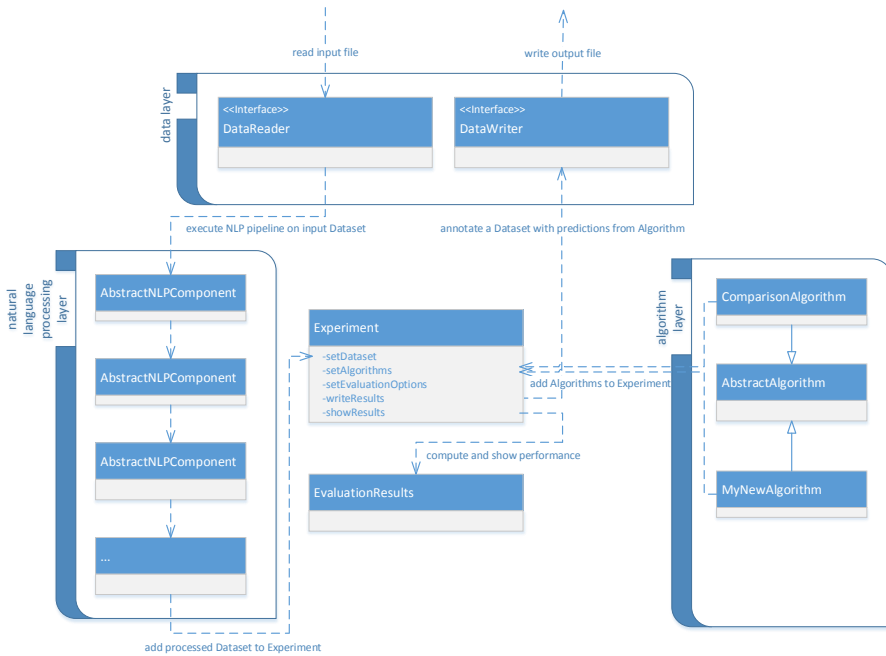 read input file
write output file
data layer
<<Interface>>
DataReader
<<Interface>>
DataWriter
execute NLP pipeline on input Dataset
annotate a Dataset with predictions from Algorithm
natural
language
processing
layer
AbstractNLPComponent
AbstractNLPComponent
AbstractNLPComponent
...
add processed Dataset to Experiment
Experiment
-setDataset
-setAlgorithms
-setEvaluationOptions
-writeResults
-showResults
add Algorithms to Experiment
compute and show performance
EvaluationResults
algorithm
layer
ComparisonAlgorithm
AbstractAlgorithm
MyNewAlgorithm